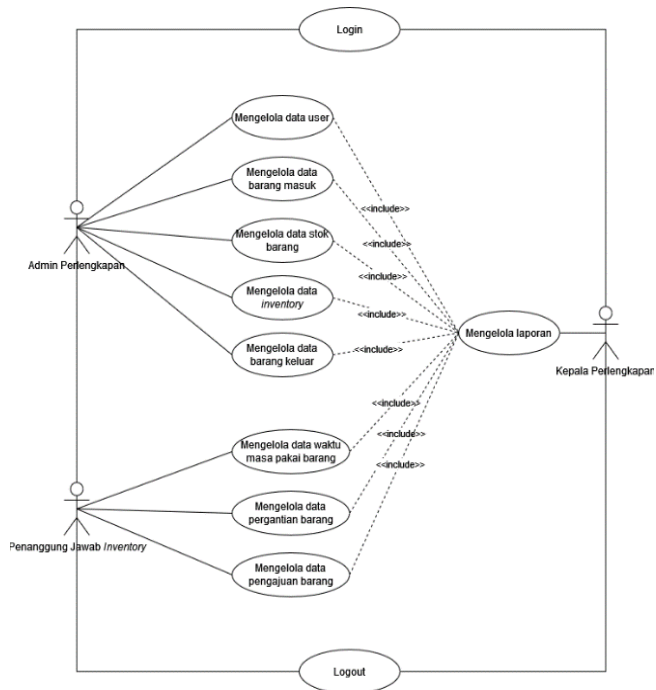 Login
Mengelola data user
Mengelola data
barang masuk
<<include>>
Mengelola data stok
barang
<<include>>
Admin Perlengkapan
<<include>>
Mengelola data
inventory
<<include>>
Mengelola laporan
Mengelola data
barang keluar
<<include>>
Kepala Perlengkapan
<<include>>
Mengelola data waktu
masa pakai barang
<<include>>
<<include>>
Mengelola data
pergantian barang
Penanggung Jawab Inventory
Mengelola data
pengajuan barang
Logout